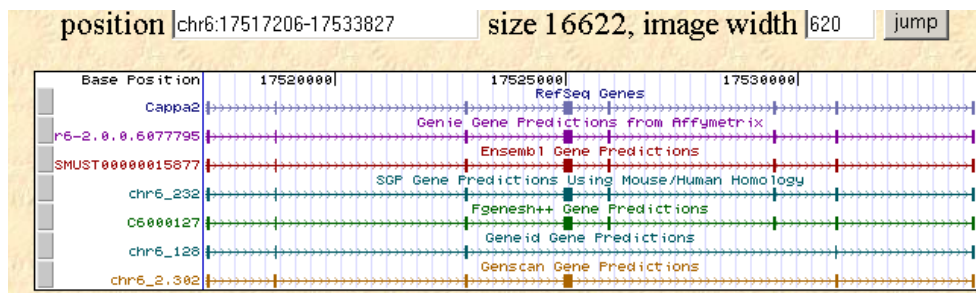 position chr6:17517206-17533827 size 16622, image width 620 jump
Base Position 17520000| 17525000| 17530000|
RefSeq Genes
Cappa2
Genie Gene Predictions from Affymetrix
r6-2.0.0.6077795
Ensembl Gene Predictions
SMUST00000015877
SGP Gene Predictions Using Mouse/Human Homology
chr6_232
Fgenesh++ Gene Predictions
C6000127
Geneid Gene Predictions
chr6_128
Genscan Gene Predictions
chr6_2.302